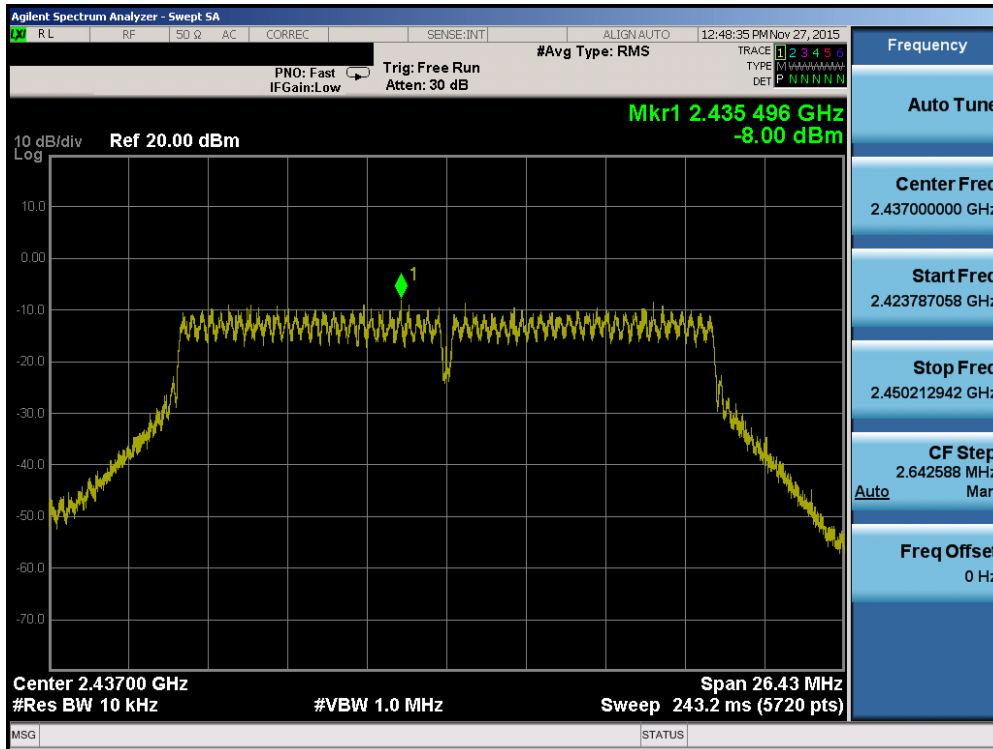 Agilent Spectrum Analyzer - Swept SA
LXI RL RF 50 Ω AC CORREC SENSE:INT ALIGNAUTO 12:48:35 PM Nov 27, 2015
#Avg Type: RMS TRACE 1 2 3 4 5 6
PNO: Fast Trig: Free Run TYPE M WWWWW
IFGain:Low Atten: 30 dB DET P N N N N N
Mkr1 2.435 496 GHz
10 dB/div Ref 20.00 dBm -8.00 dBm
Log
10.0
0.00
1
-10.0
-20.0
-30.0
-40.0
-50.0
-60.0
-70.0
Center 2.43700 GHz Span 26.43 MHz
#Res BW 10 kHz #VBW 1.0 MHz Sweep 243.2 ms (5720 pts)
MSG STATUS
Frequency
Auto Tune
Center Freq
2.437000000 GHz
Start Freq
2.423787058 GHz
Stop Freq
2.450212942 GHz
CF Step
2.642588 MHz
Auto Man
Freq Offset
0 Hz